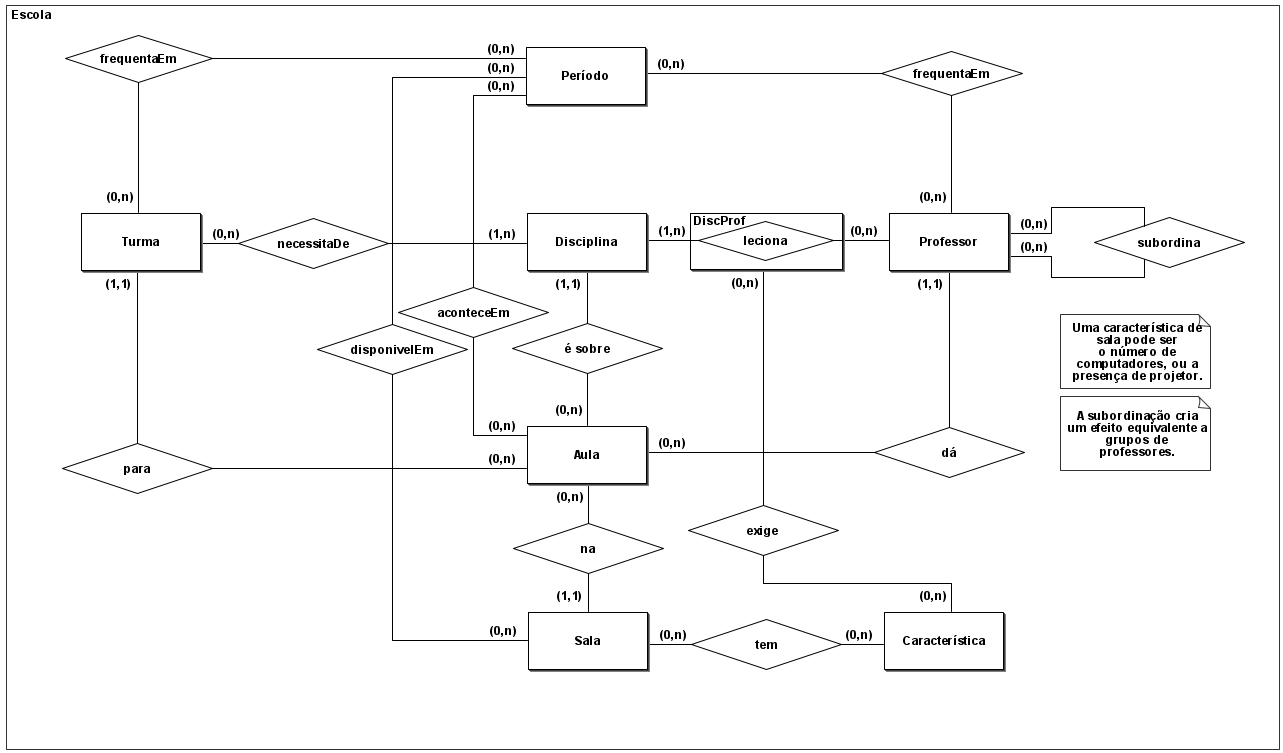 Escola
frequentaEm
(0,n)
(0,n)
(0,n)
Período
(0,n)
frequentaEm
(0,n)
(0,n)
Turma
(0,n)
necessitaDe
(1,n)
Disciplina
(1,n)
DiscProf
leciona
(0,n)
Professor
(0,n)
(0,n)
subordina
(1,1)
(1,1)
(0,n)
(1,1)
aconteceEm
disponivelEm
é sobre
Uma característica de
sala pode ser
o número de
computadores, ou a
presença de projetor.
(0,n)
(0,n)
A subordinação cria
um efeito equivalente a
grupos de
professores.
(0,n)
Aula
(0,n)
dá
para
(0,n)
(0,n)
exige
na
(1,1)
(0,n)
(0,n)
Sala
(0,n)
tem
(0,n)
Característica